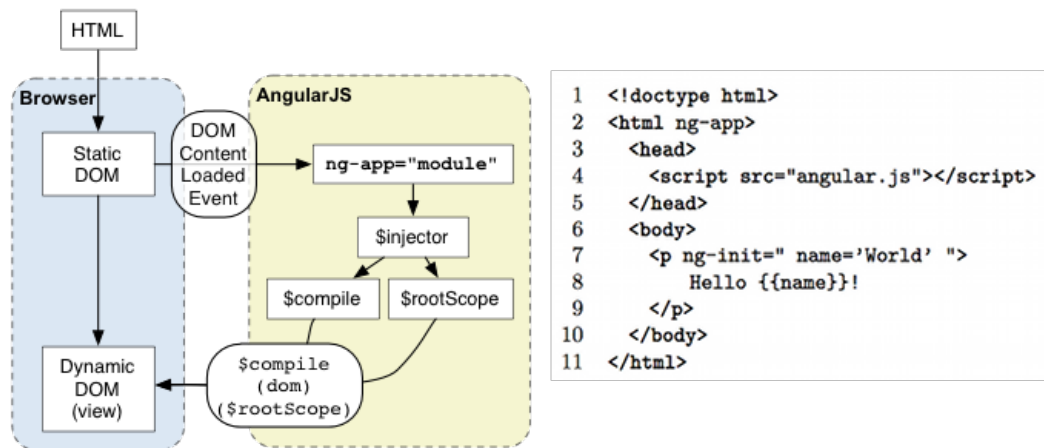 HTML
Browser
AngularJS
Static
DOM
DOM
Content
Loaded
Event
ng-app="module"
$injector
$compile
$rootScope
Dynamic
DOM
(view)
$compile
(dom)
($rootScope)
1 <!doctype html>
2 <html ng-app>
3 <head>
4 <script src="angular.js"></script>
5 </head>
6 <body>
7 <p ng-init=" name='World' ">
8 Hello {{name}}!
9 </p>
10 </body>
11 </html>